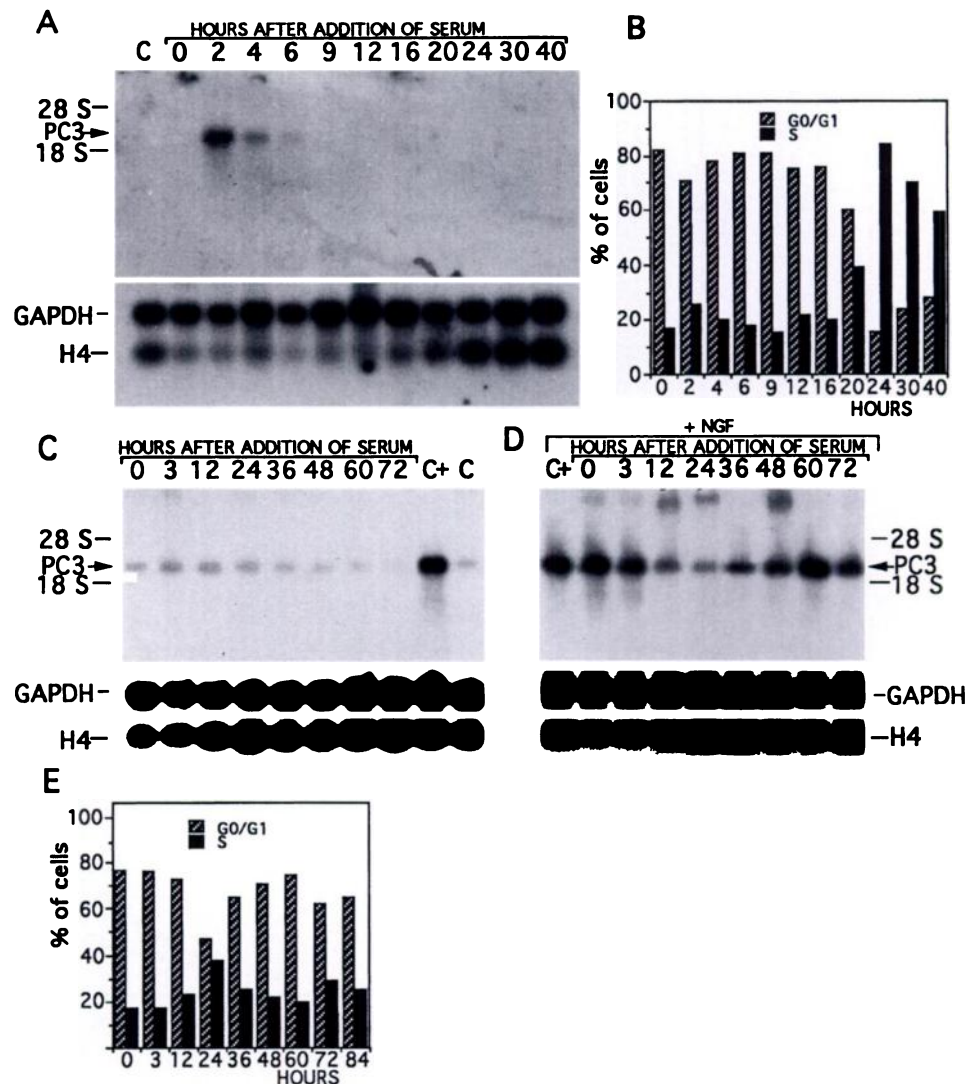 A
HOURS AFTER ADDITION OF SERUM
C 0 2 4 6 9 12 16 20 24 30 40
28 S
PC3
18 S
GAPDH
H4
B
100
80
60
40
20
0
G0/G1
S
% of cells
0 2 4 6 9 12 16 20 24 30 40
HOURS
C
HOURS AFTER ADDITION OF SERUM
0 3 12 24 36 48 60 72 C+ C
28 S
PC3
18 S
GAPDH
H4
D
+ NGF
HOURS AFTER ADDITION OF SERUM
C+ 0 3 12 24 36 48 60 72
28 S
PC3
18 S
GAPDH
H4
E
100
80
60
40
20
G0/G1
S
% of cells
0 3 12 24 36 48 60 72 84
HOURS